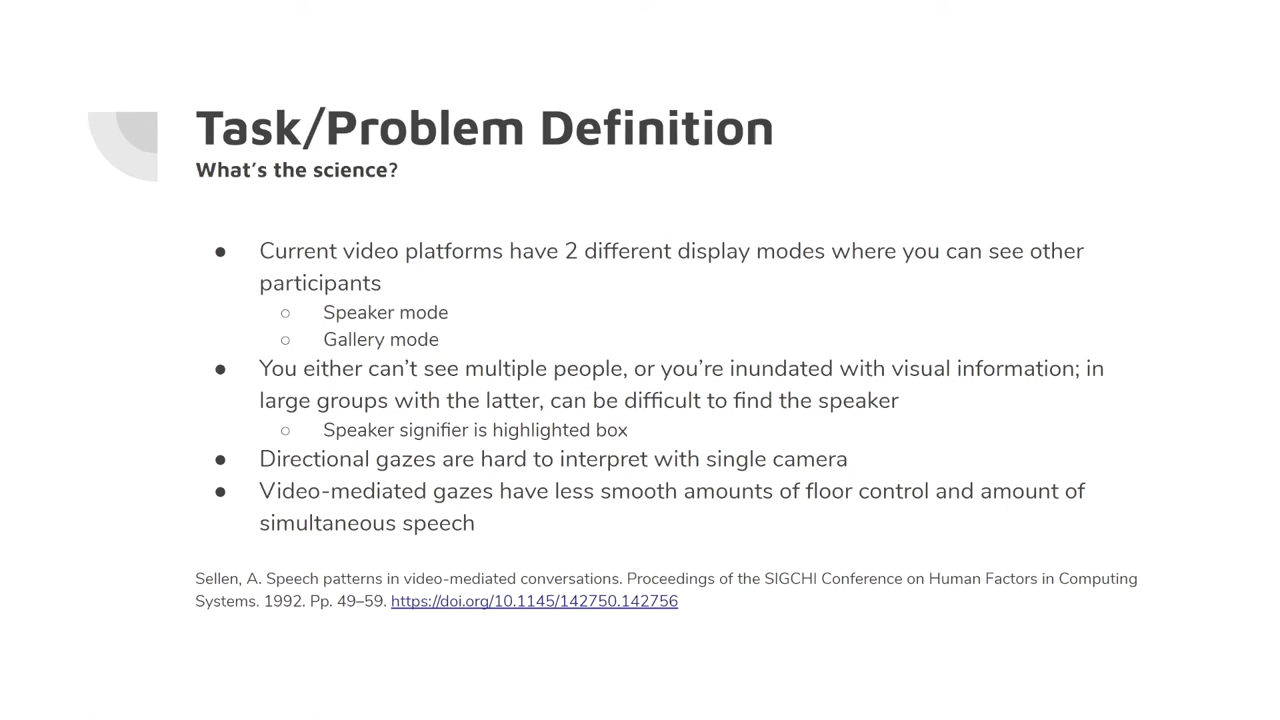 Task/Problem Definition
What's the science?
● Current video platforms have 2 different display modes where you can see other
participants
○ Speaker mode
○ Gallery mode
● You either can't see multiple people, or you're inundated with visual information; in
large groups with the latter, can be difficult to find the speaker
○ Speaker signifier is highlighted box
● Directional gazes are hard to interpret with single camera
● Video-mediated gazes have less smooth amounts of floor control and amount of
simultaneous speech
Sellen, A. Speech patterns in video-mediated conversations. Proceedings of the SIGCHI Conference on Human Factors in Computing
Systems. 1992. Pp. 49–59. https://doi.org/10.1145/142750.142756